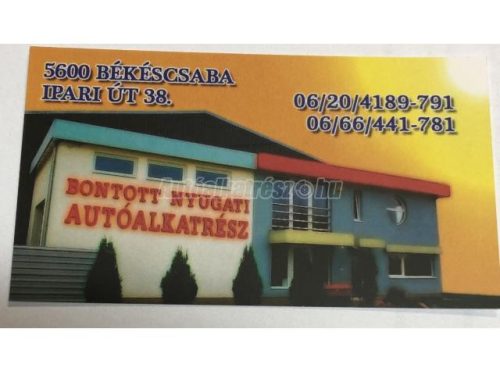 5600 BÉKÉSCSABA
IPARI ÚT 38.
06/20/4189-791
06/66/441-781
BONTOTT NYUGATI
AUTÓALKATRÉSZ